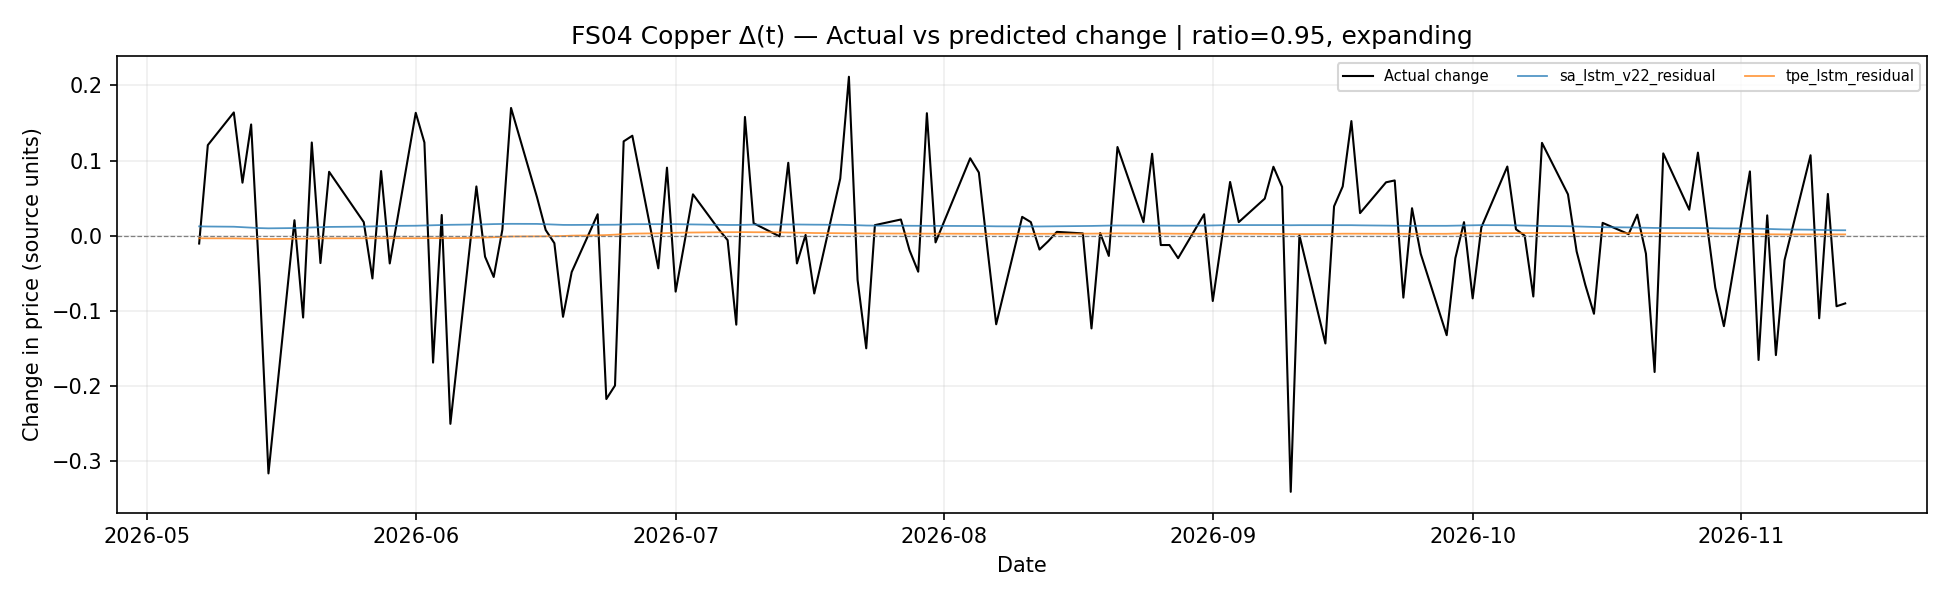 FS04 Copper Δ(t) — Actual vs predicted change | ratio=0.95, expanding
Actual change
sa_lstm_v22_residual
tpe_lstm_residual
Change in price (source units)
0.2
0.1
0.0
−0.1
−0.2
−0.3
2026-05
2026-06
2026-07
2026-08
2026-09
2026-10
2026-11
Date